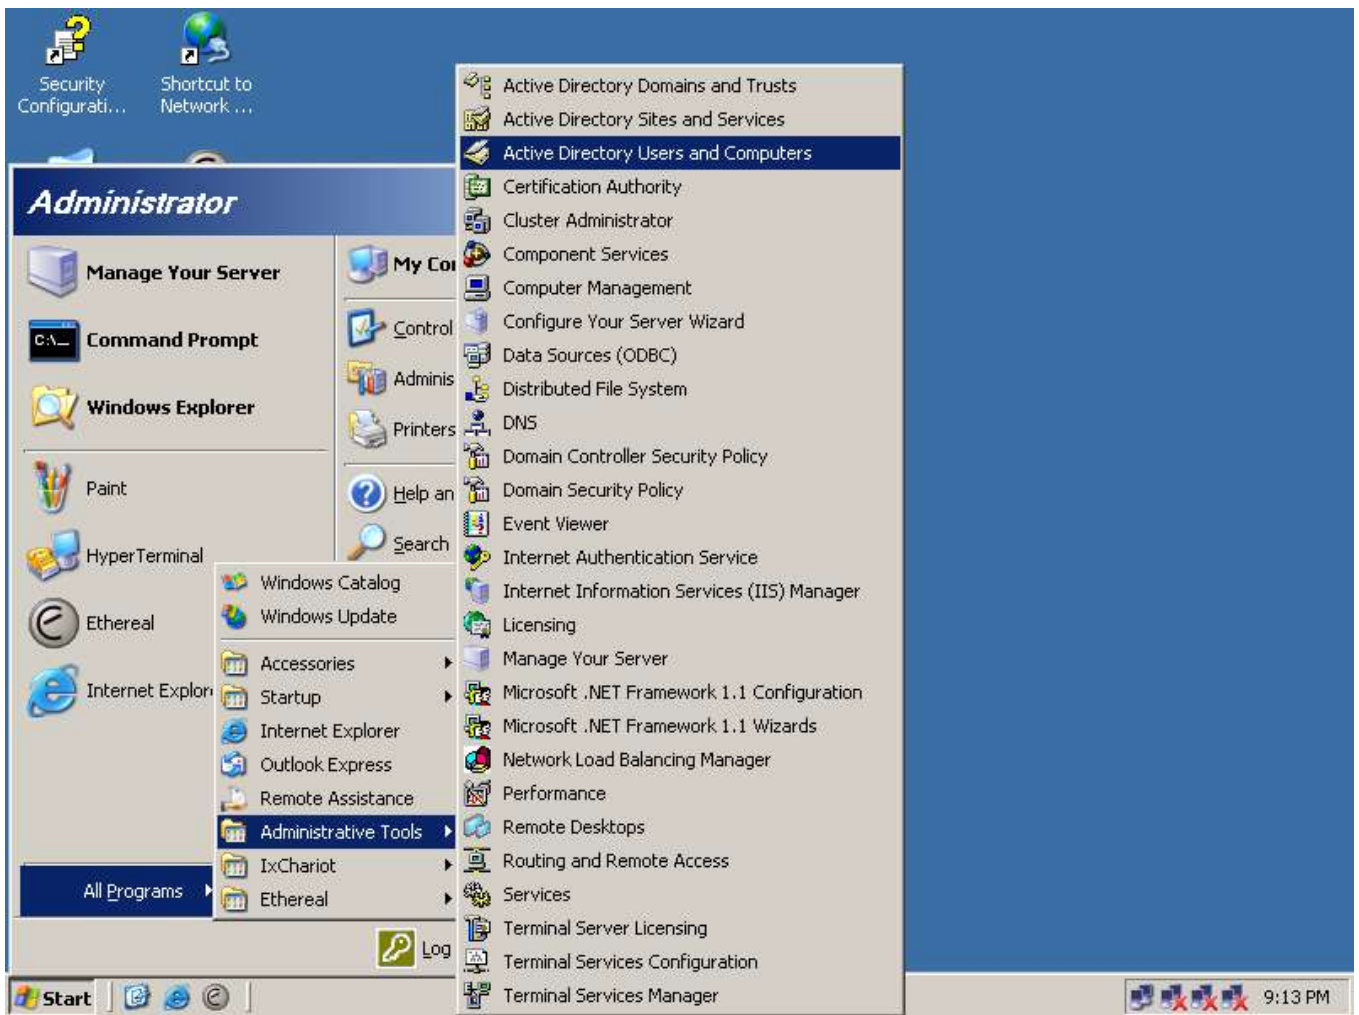 Security
Configurati...
Shortcut to
Network ...
Administrator
Manage Your Server
Command Prompt
Windows Explorer
Paint
HyperTerminal
Ethereal
Internet Explor
All Programs
My Co
Control
Adminis
Printers
Help an
Search
Log
Windows Catalog
Windows Update
Accessories
Startup
Internet Explorer
Outlook Express
Remote Assistance
Administrative Tools
IxChariot
Ethereal
Active Directory Domains and Trusts
Active Directory Sites and Services
Active Directory Users and Computers
Certification Authority
Cluster Administrator
Component Services
Computer Management
Configure Your Server Wizard
Data Sources (ODBC)
Distributed File System
DNS
Domain Controller Security Policy
Domain Security Policy
Event Viewer
Internet Authentication Service
Internet Information Services (IIS) Manager
Licensing
Manage Your Server
Microsoft .NET Framework 1.1 Configuration
Microsoft .NET Framework 1.1 Wizards
Network Load Balancing Manager
Performance
Remote Desktops
Routing and Remote Access
Services
Terminal Server Licensing
Terminal Services Configuration
Terminal Services Manager
Start
9:13 PM